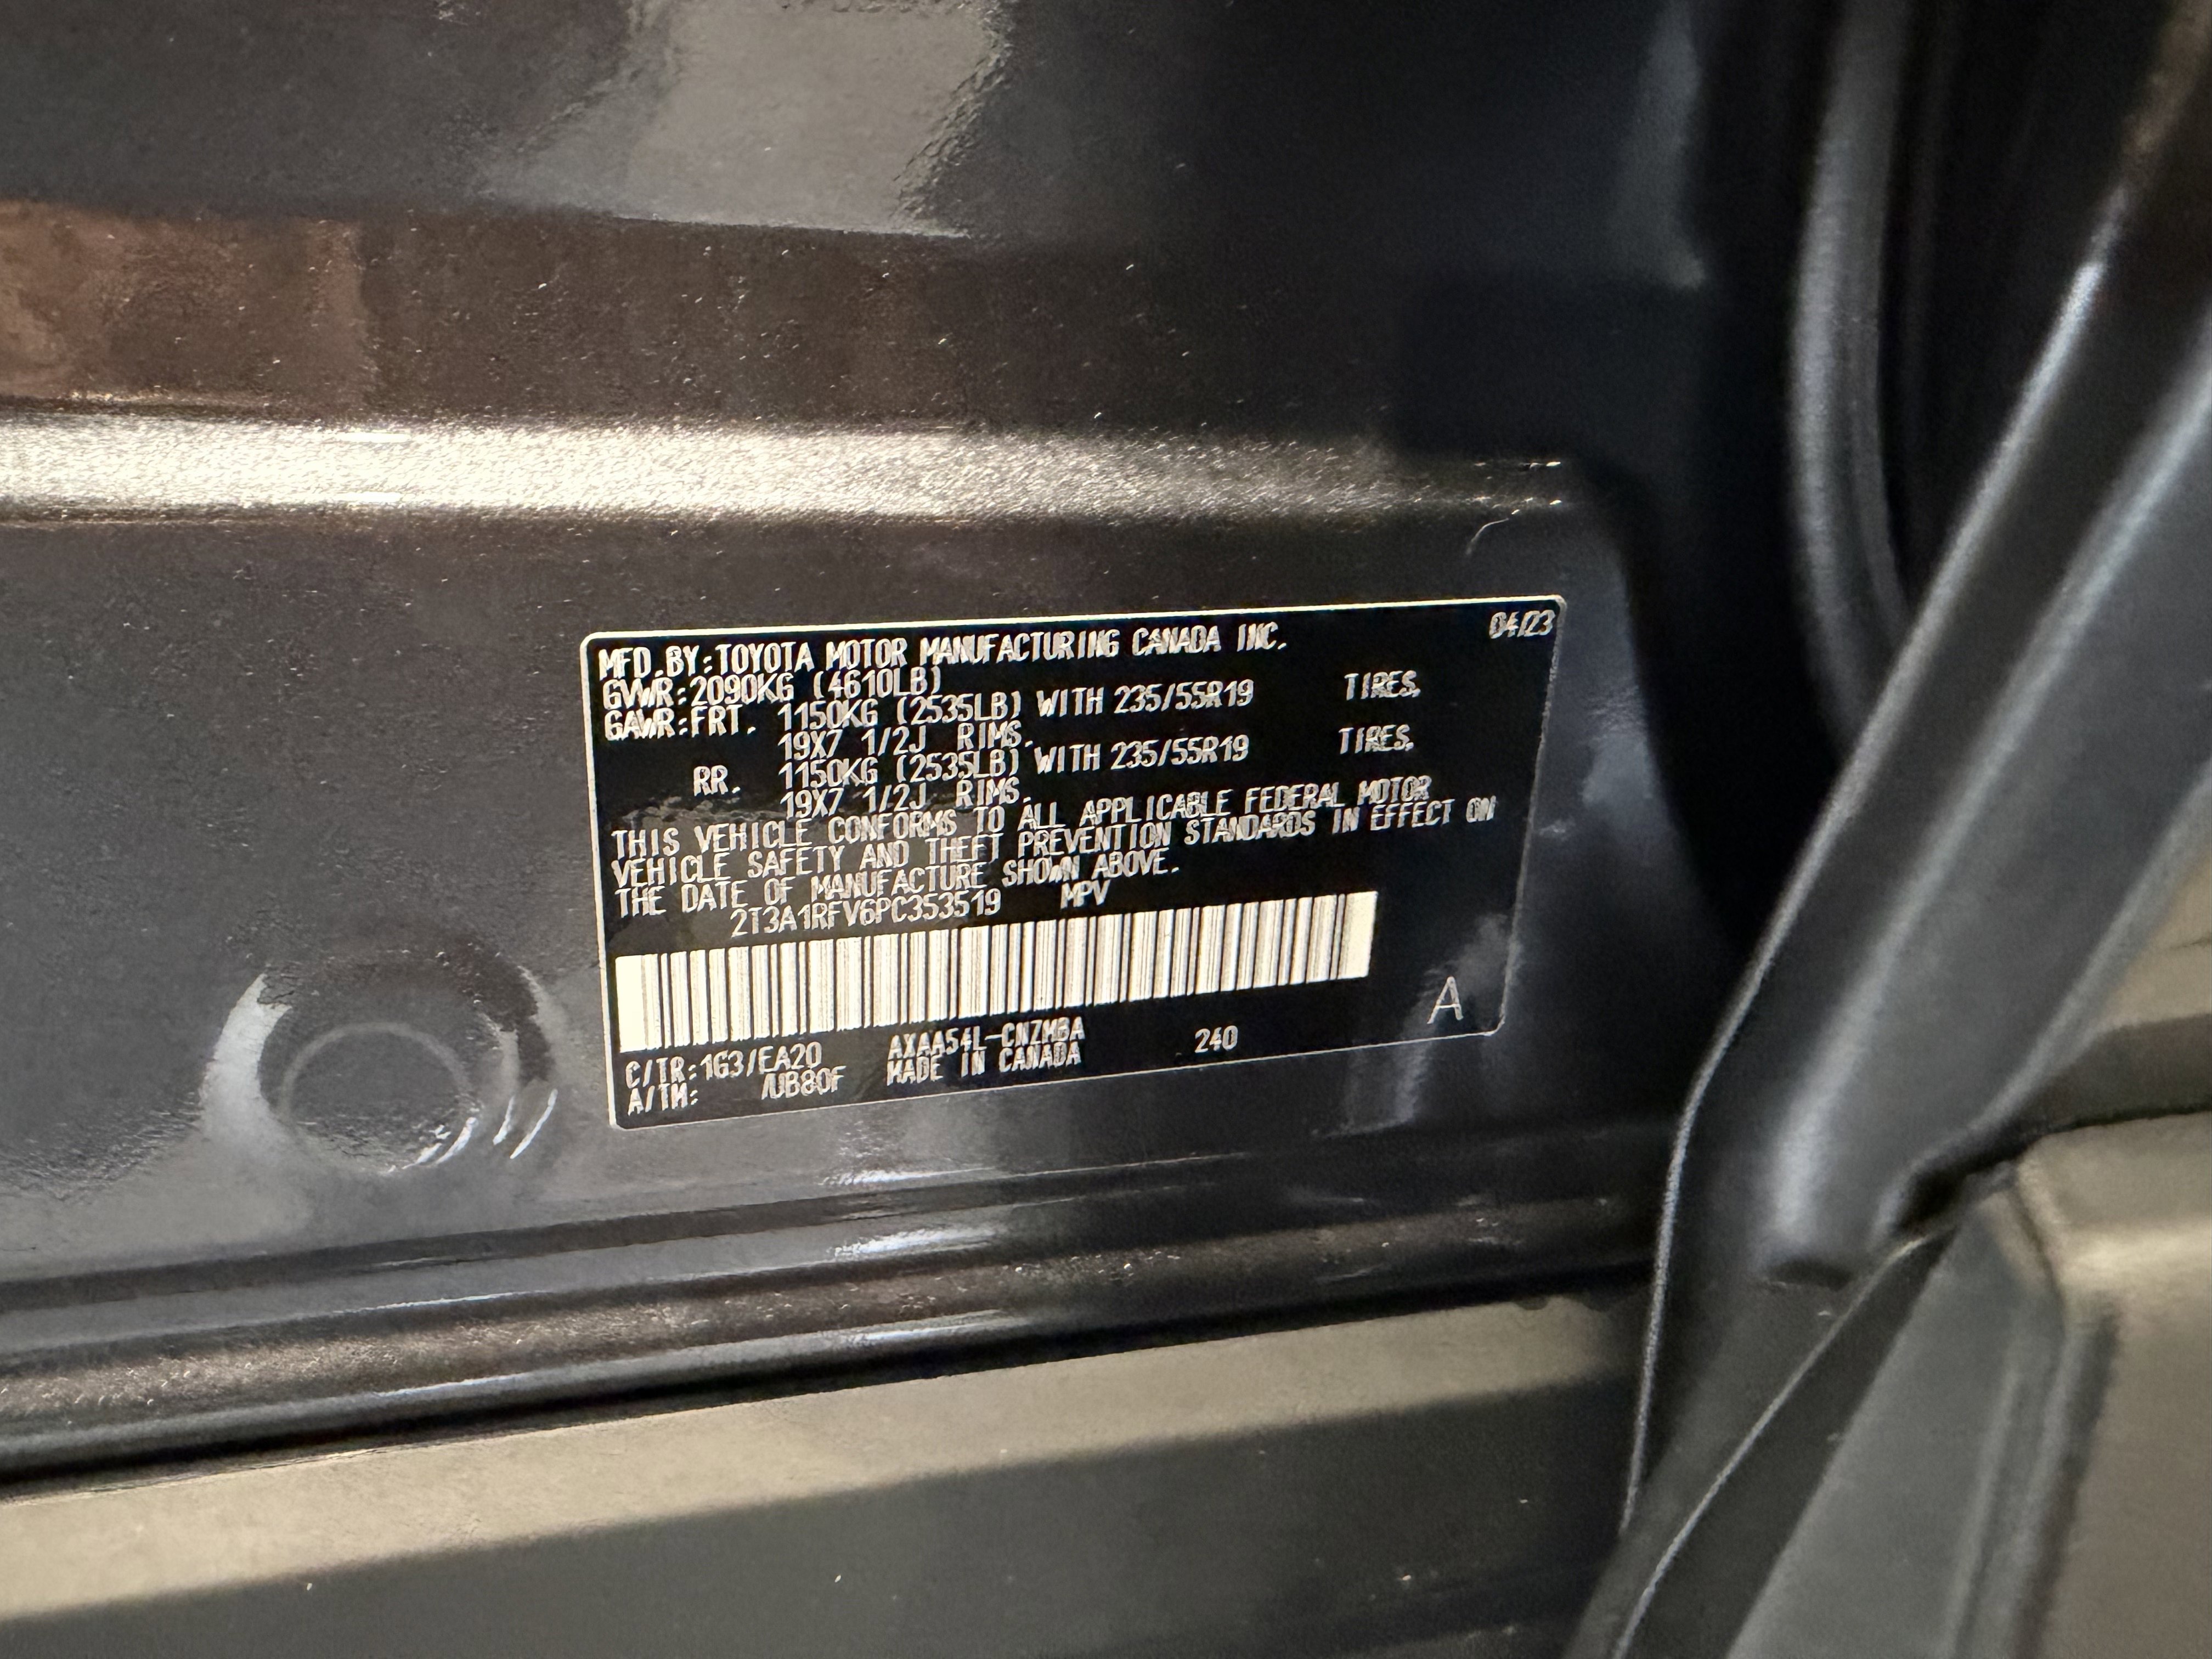 04/23
MFD.BY:TOYOTA MOTOR MANUFACTURING CANADA INC.
GVWR:2090KG (4610LB)
GAWR:FRT. 1150KG (2535LB) WITH 235/55R19 TIRES,
19X7 1/2J RIMS.
RR. 1150KG (2535LB) WITH 235/55R19 TIRES,
19X7 1/2J RIMS.
THIS VEHICLE CONFORMS TO ALL APPLICABLE FEDERAL MOTOR
VEHICLE SAFETY AND THEFT PREVENTION STANDARDS IN EFFECT ON
THE DATE OF MANUFACTURE SHOWN ABOVE.
2T3A1RFV6PC353519 MPV
A
C/TR:1G3/EA20 AXAA54L-CNZMBA 240
A/TM: /UB80F MADE IN CANADA